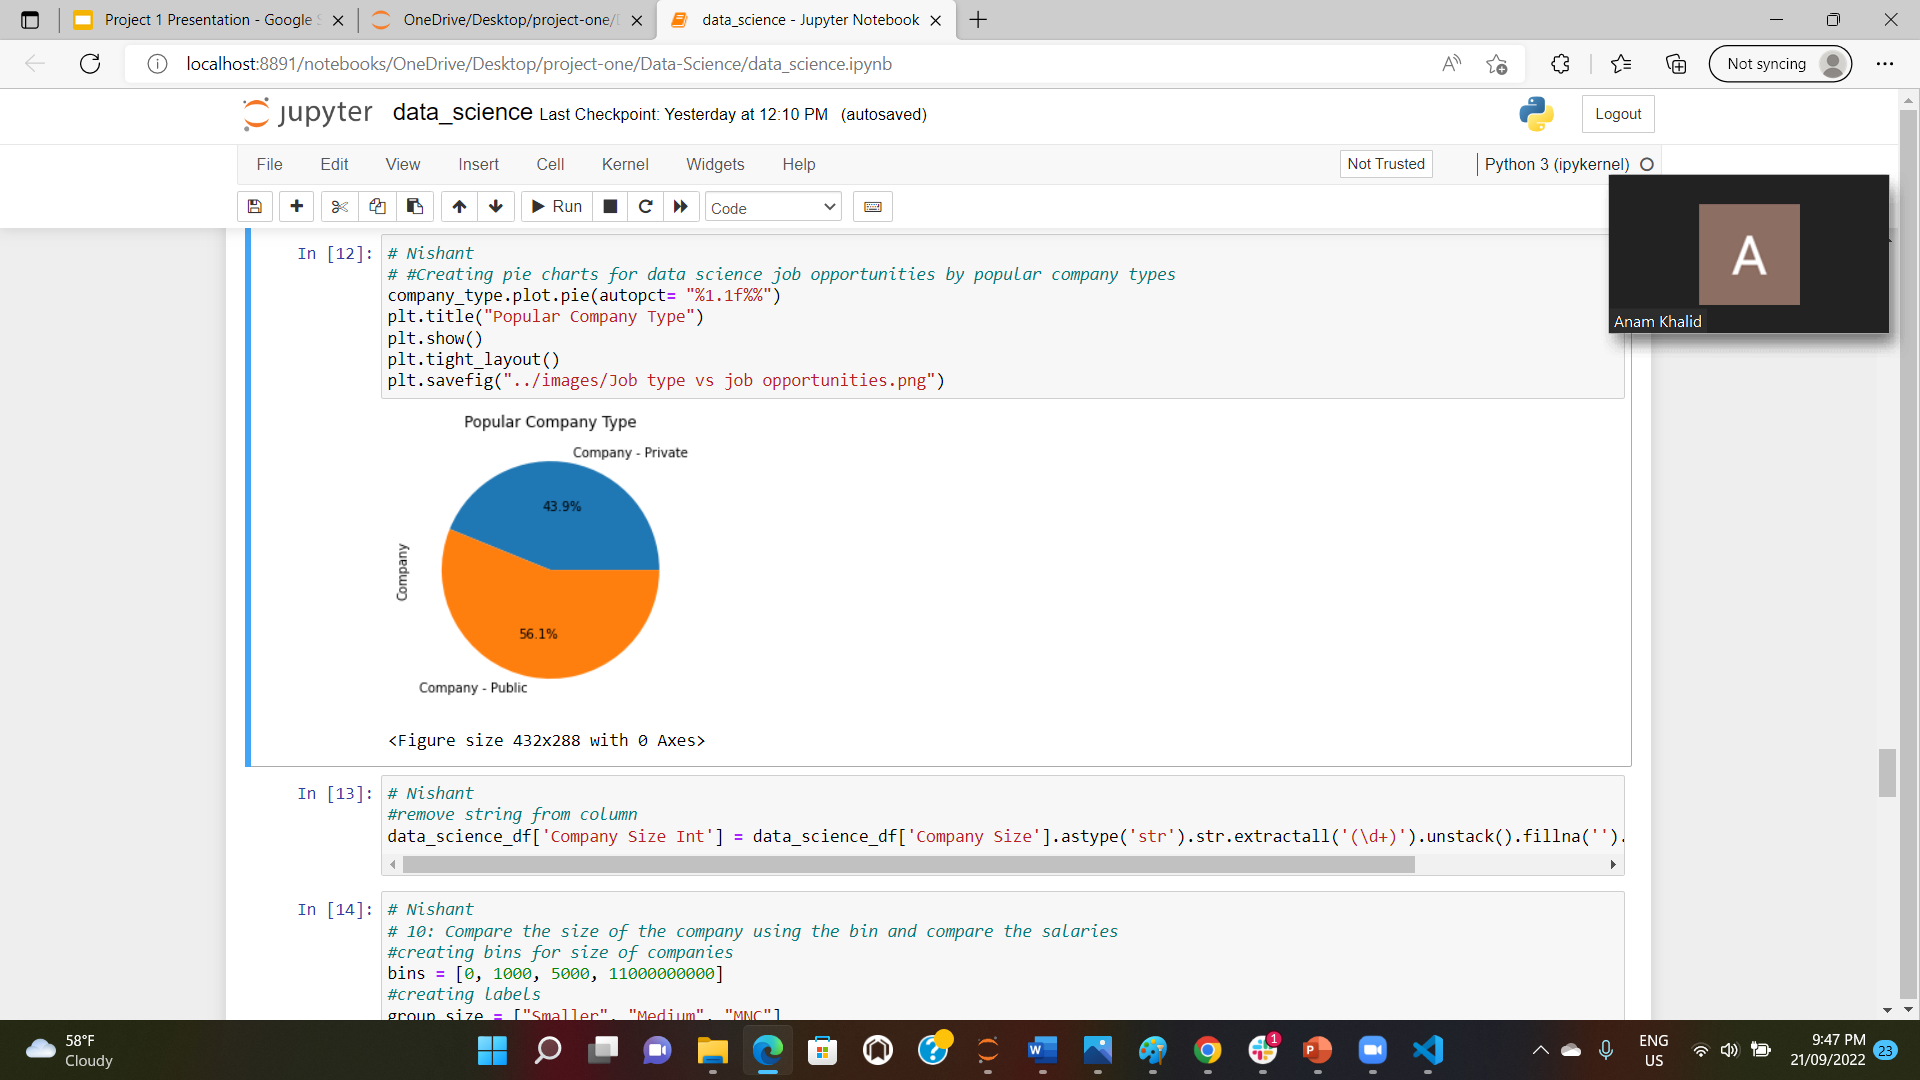 Project 1 Presentation - Google S
OneDrive/Desktop/project-one/D
data_science - Jupyter Notebook
localhost:8891/notebooks/OneDrive/Desktop/project-one/Data-Science/data_science.ipynb
Not syncing
jupyter data_science Last Checkpoint: Yesterday at 12:10 PM (autosaved)
Logout
File Edit View Insert Cell Kernel Widgets Help
Not Trusted
Python 3 (ipykernel)
Run
Code
A
Anam Khalid
In [12]: # Nishant
# #Creating pie charts for data science job opportunities by popular company types
company_type.plot.pie(autopct= "%1.1f%%")
plt.title("Popular Company Type")
plt.show()
plt.tight_layout()
plt.savefig("../images/Job type vs job opportunities.png")
Popular Company Type
Company - Private
43.9%
Company
56.1%
Company - Public
<Figure size 432x288 with 0 Axes>
In [13]: # Nishant
#remove string from column
data_science_df['Company Size Int'] = data_science_df['Company Size'].astype('str').str.extractall('(\d+)').unstack().fillna('').
In [14]: # Nishant
# 10: Compare the size of the company using the bin and compare the salaries
#creating bins for size of companies
bins = [0, 1000, 5000, 11000000000]
#creating labels
group_size = ["Smaller", "Medium", "MNC"]
58°F
Cloudy
1
ENG
US
9:47 PM
21/09/2022
23